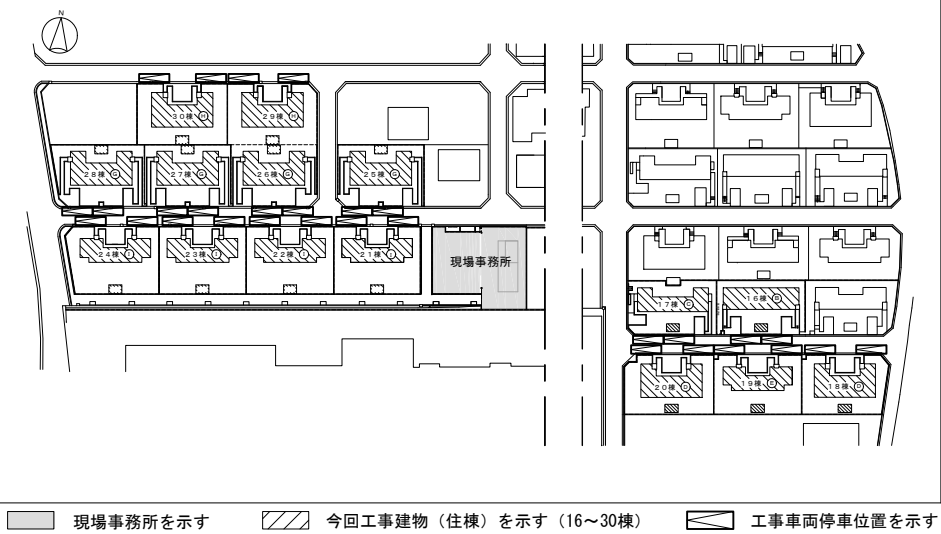 N
30棟 H
29棟 H
28棟 G
27棟 G
26棟 G
25棟 G
24棟 I
23棟 I
22棟 I
21棟 I
現場事務所
17棟 G
16棟
20棟
19棟 E
18棟
現場事務所を示す
今回工事建物（住棟）を示す（16～30棟）
工事車両停車位置を示す